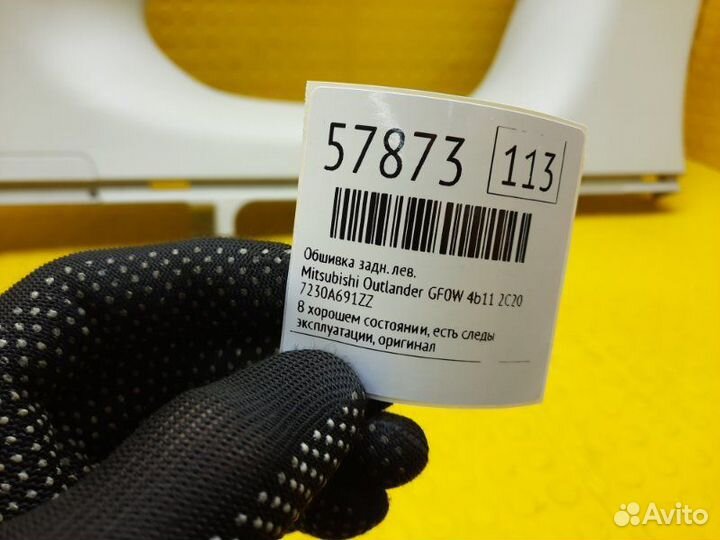 57873 113
Обшивка задн. лев.
Mitsubishi Outlander GF0W 4b11 2C20
7230A691ZZ
В хорошем состоянии, есть следы
эксплуатации, оригинал
Avito